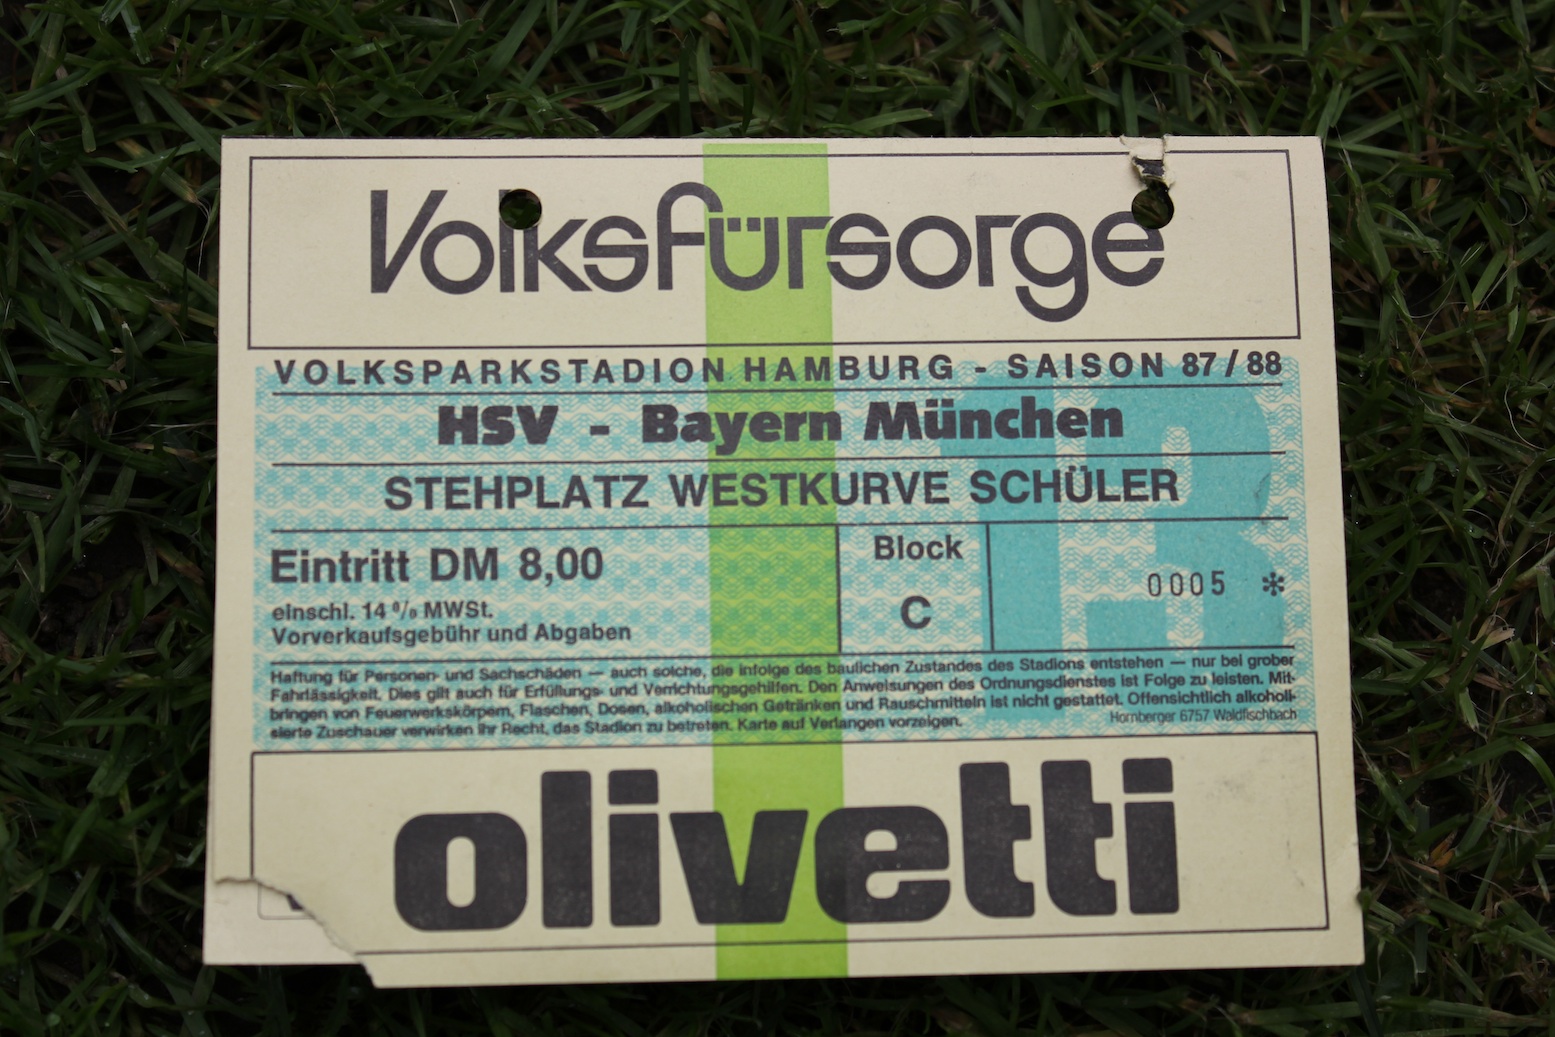 Volksfürsorge
VOLKSPARKSTADION HAMBURG - SAISON 87/88
HSV - Bayern München
STEHPLATZ WESTKURVE SCHÜLER
Eintritt DM 8,00
einschl. 14 % MWSt.
Vorverkaufsgebühr und Abgaben
Block
C
0005 *
13
Haftung für Personen- und Sachschäden — auch solche, die infolge des baulichen Zustandes des Stadions entstehen — nur bei grober
Fahrlässigkeit. Dies gilt auch für Erfüllungs- und Verrichtungsgehilfen. Den Anweisungen des Ordnungsdienstes ist Folge zu leisten. Mit-
bringen von Feuerwerkskörpern, Flaschen, Dosen, alkoholischen Getränken und Rauschmitteln ist nicht gestattet. Offensichtlich alkoholi-
sierte Zuschauer verwirken ihr Recht, das Stadion zu betreten. Karte auf Verlangen vorzeigen.
Hornberger 6757 Waldfischbach
olivetti